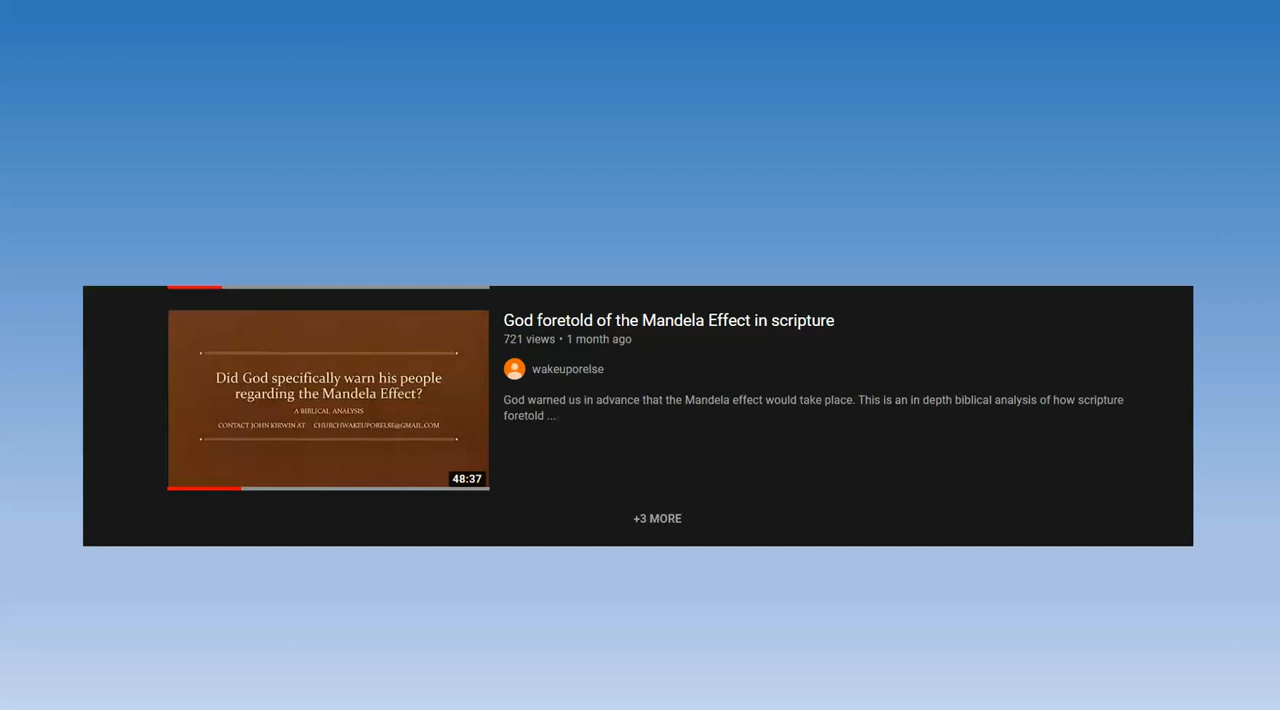 Did God specifically warn his people
regarding the Mandela Effect?
A BIBLICAL ANALYSIS
CONTACT JOHN KIRWIN AT CHURCHWAKEUPORELSE@GMAIL.COM
48:37
God foretold of the Mandela Effect in scripture
721 views • 1 month ago
wakeuporelse
God warned us in advance that the Mandela effect would take place. This is an in depth biblical analysis of how scripture
foretold ...
+3 MORE